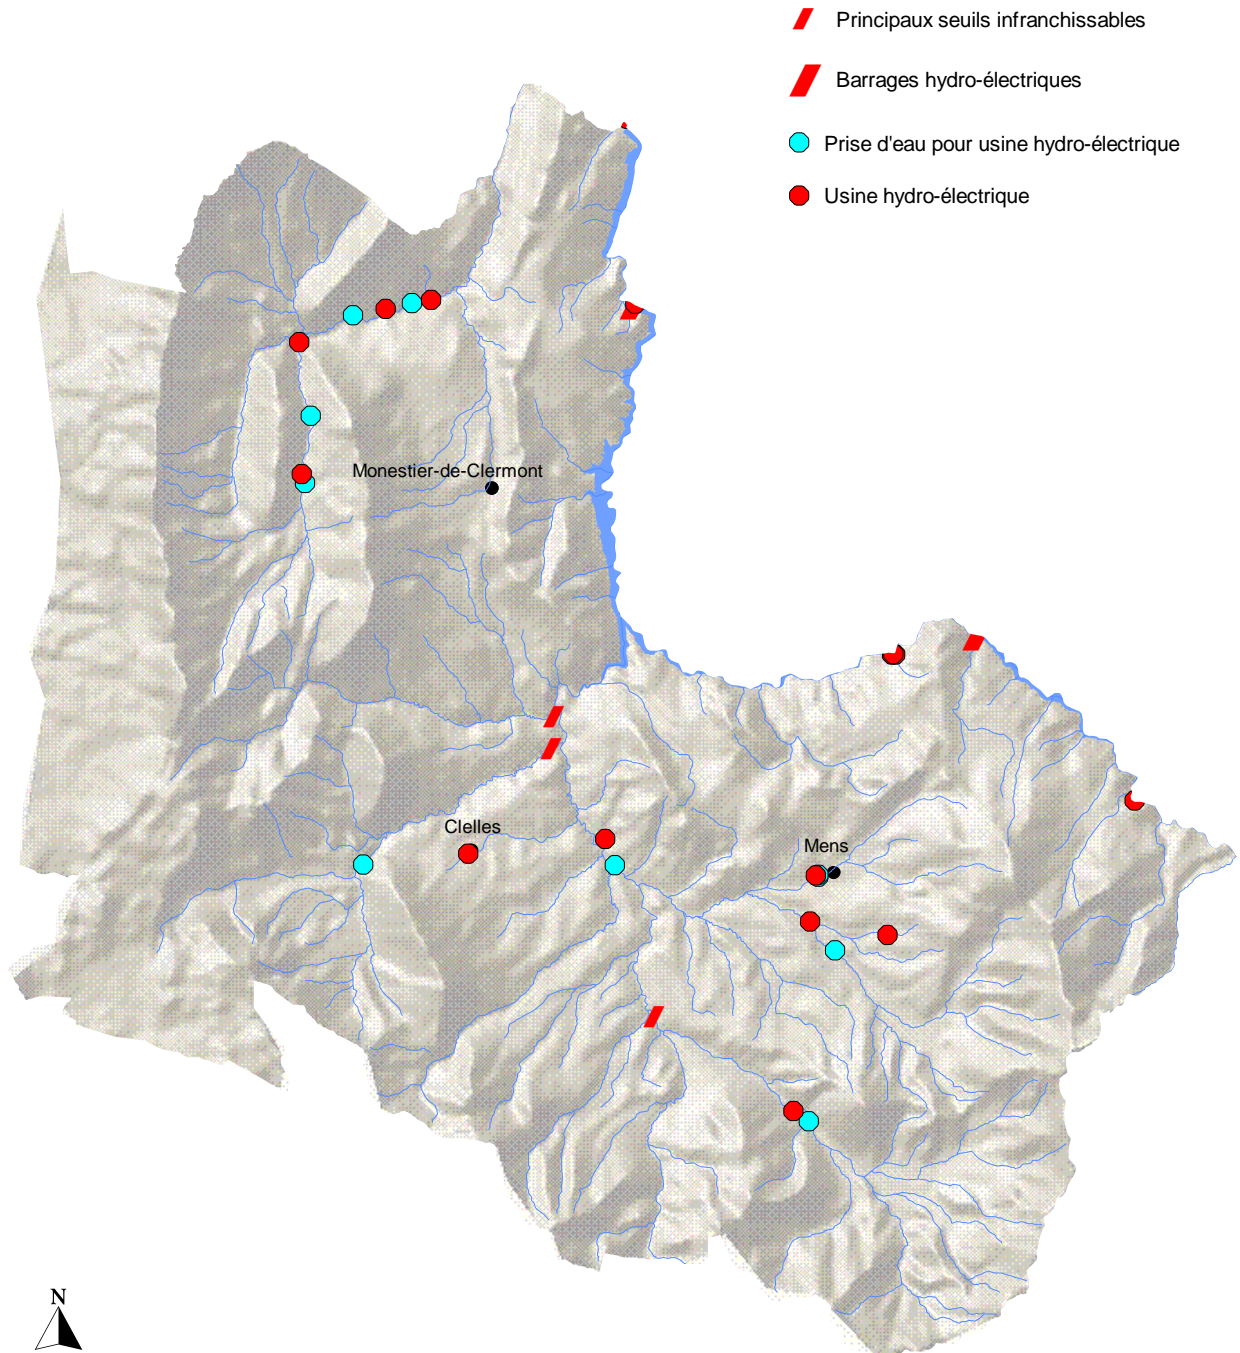 Principaux seuils infranchissables
Barrages hydro-électriques
Prise d'eau pour usine hydro-électrique
Usine hydro-électrique
Monestier-de-Clermont
Clelles
Mens
N